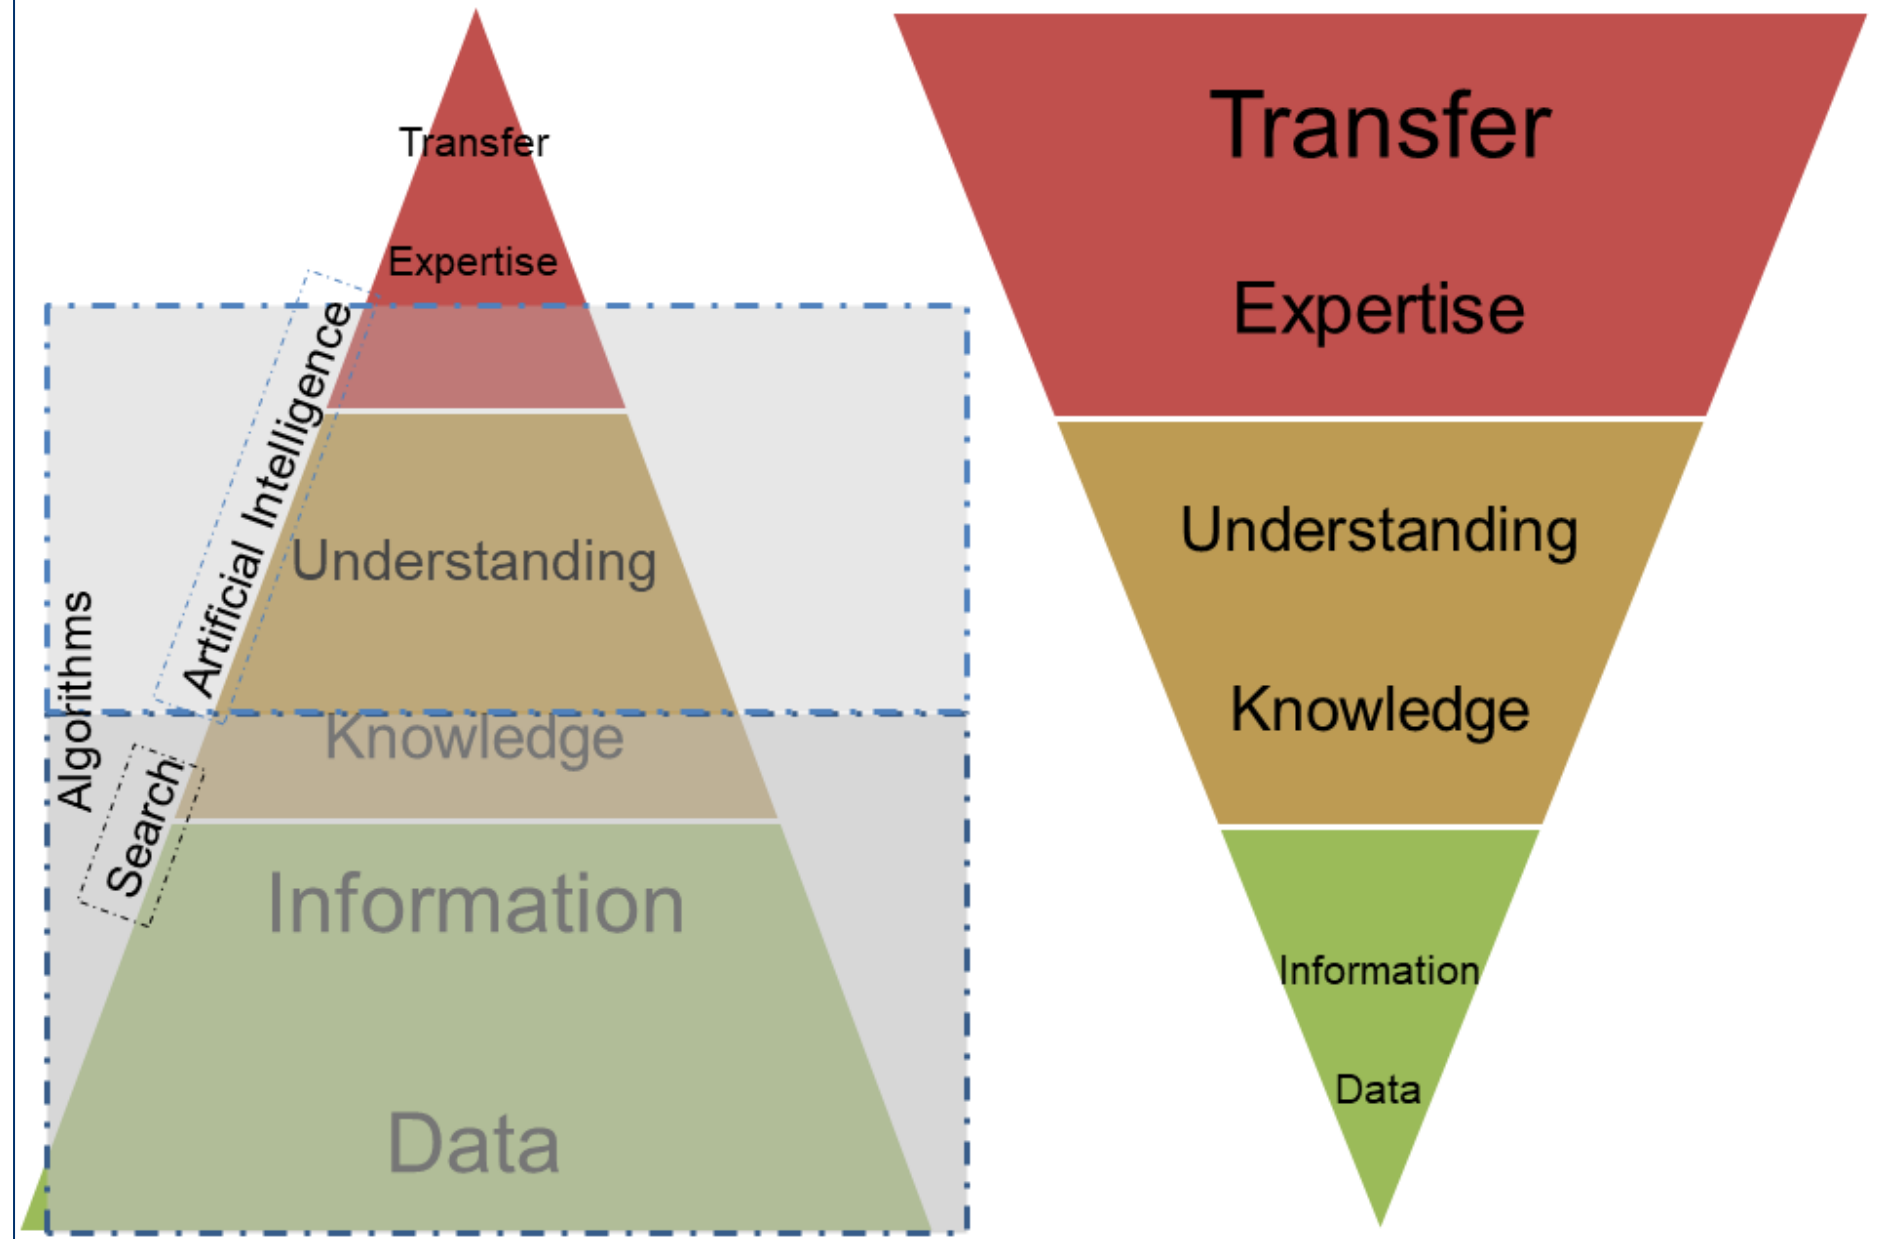 Transfer
Expertise
Artificial Intelligence
Understanding
Algorithms
Knowledge
Search
Information
Data
Transfer
Expertise
Understanding
Knowledge
Information
Data